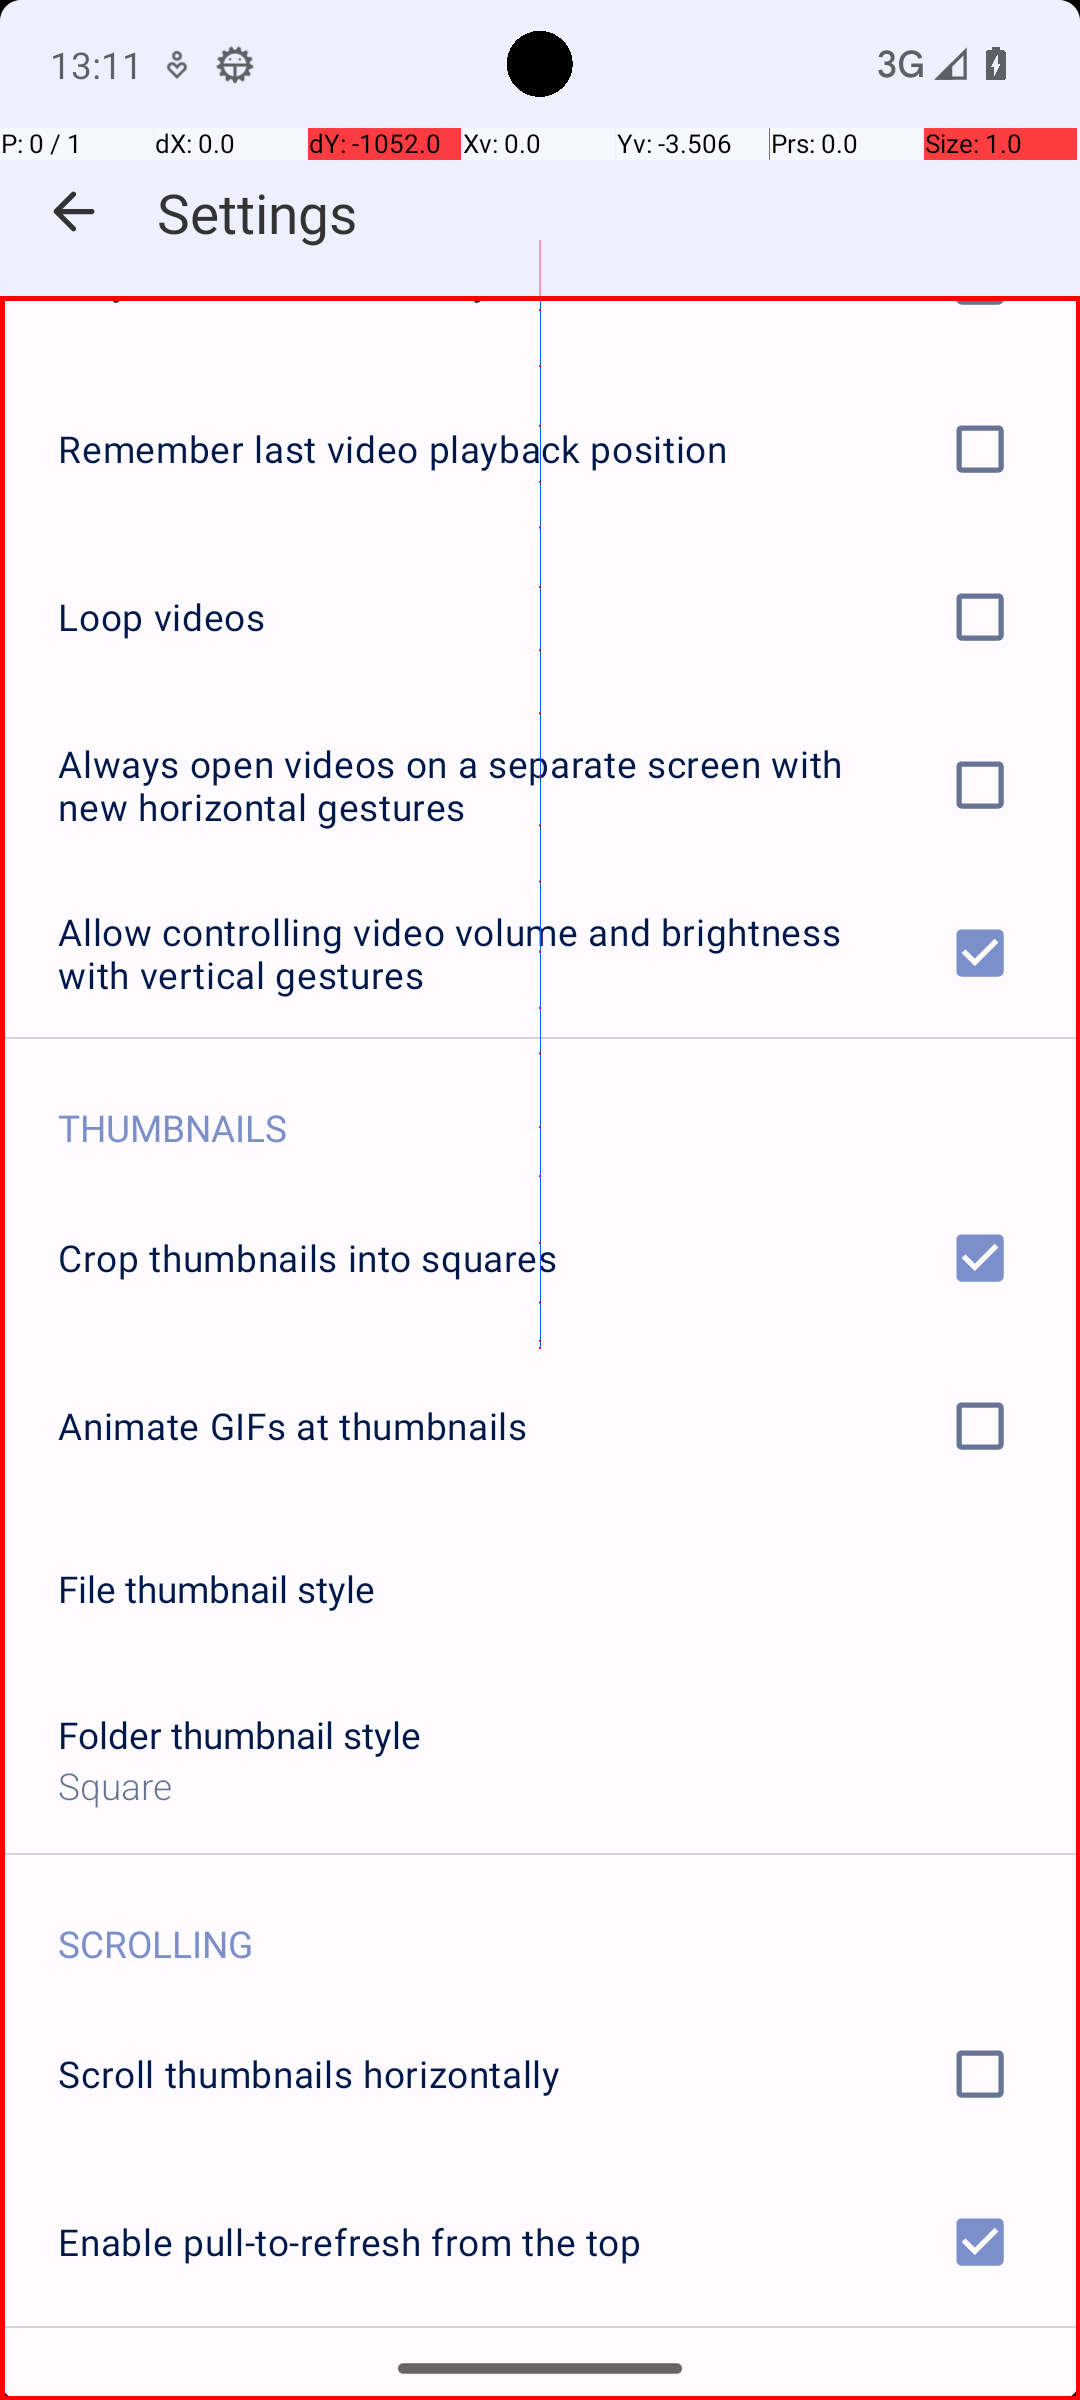 13:11
3G
P: 0 / 1
dX: 0.0
dY: -1052.0
Xv: 0.0
Yv: -3.506
Prs: 0.0
Size: 1.0
Settings
Remember last video playback position
Loop videos
Always open videos on a separate screen with
new horizontal gestures
Allow controlling video volume and brightness
with vertical gestures
THUMBNAILS
Crop thumbnails into squares
Animate GIFs at thumbnails
File thumbnail style
Folder thumbnail style
Square
SCROLLING
Scroll thumbnails horizontally
Enable pull-to-refresh from the top